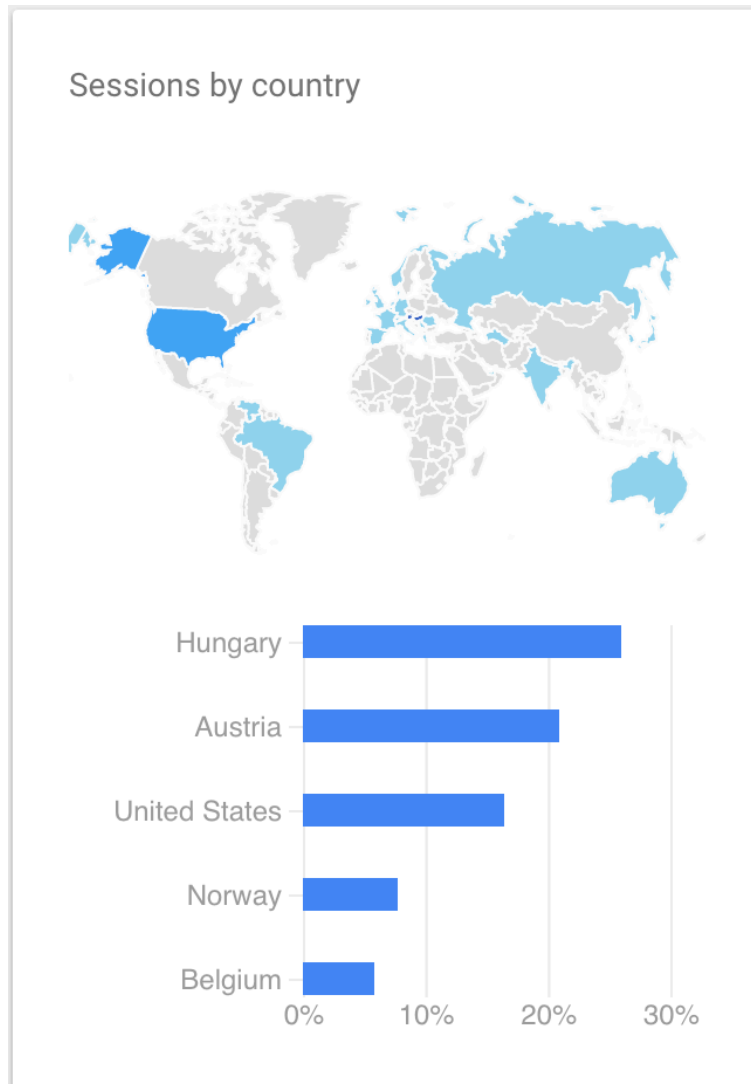 Sessions by country
Hungary
Austria
United States
Norway
Belgium
0% 10% 20% 30%